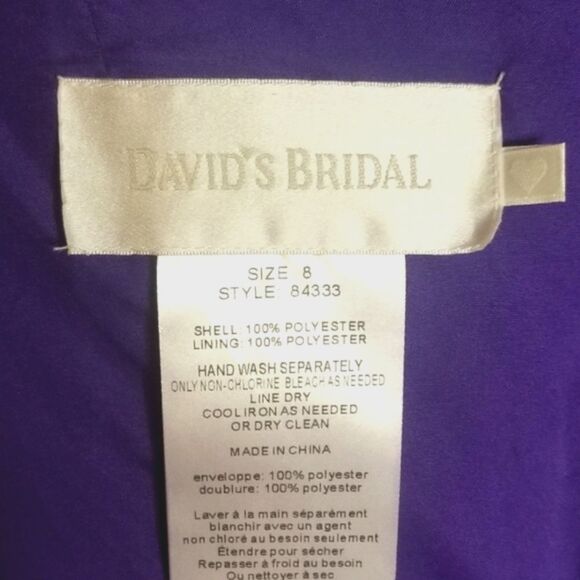 DAVID'S BRIDAL
SIZE 8
STYLE 84333
SHELL: 100% POLYESTER
LINING: 100% POLYESTER
HAND WASH SEPARATELY
ONLY NON-CHLORINE BLEACH AS NEEDED
LINE DRY
COOL IRON AS NEEDED
OR DRY CLEAN
MADE IN CHINA
enveloppe: 100% polyester
doublure: 100% polyester
Laver à la main séparément
blanchir avec un agent
non chloré au besoin seulement
Étendre pour sécher
Repasser à froid au besoin
Ou nettoyer à sec